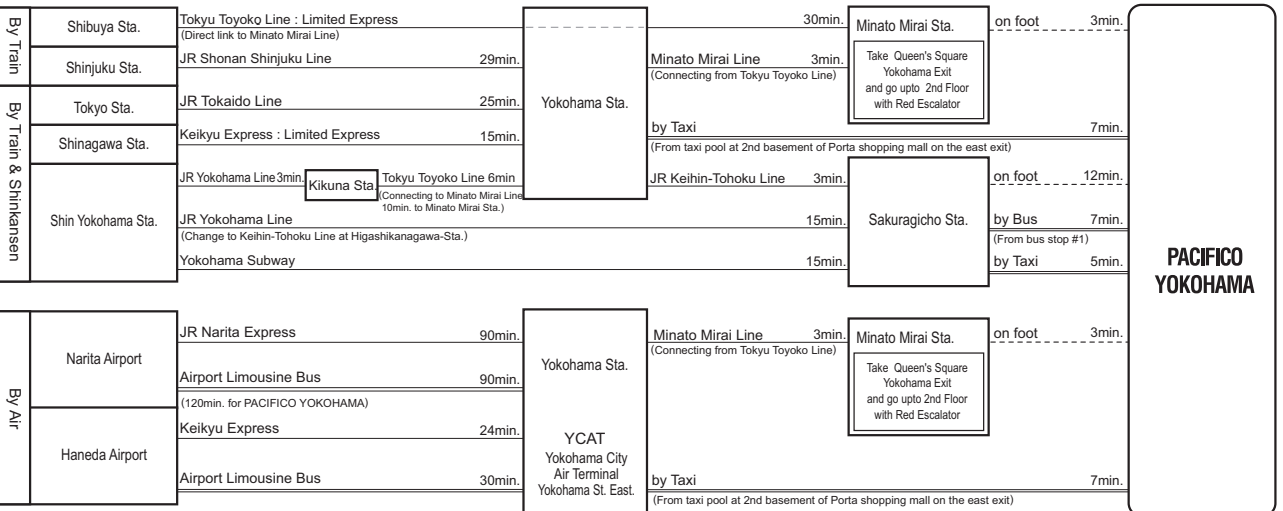 By Train
Shibuya Sta.
Tokyu Toyoko Line : Limited Express
30min.
(Direct link to Minato Mirai Line)
Minato Mirai Sta.
on foot 3min.
Take Queen's Square
Yokohama Exit
and go upto 2nd Floor
with Red Escalator
Shinjuku Sta.
JR Shonan Shinjuku Line 29min.
Yokohama Sta.
Minato Mirai Line 3min.
(Connecting from Tokyu Toyoko Line)
By Train & Shinkansen
Tokyo Sta.
JR Tokaido Line 25min.
Shinagawa Sta.
Keikyu Express : Limited Express 15min.
by Taxi 7min.
(From taxi pool at 2nd basement of Porta shopping mall on the east exit)
Shin Yokohama Sta.
JR Yokohama Line 3min.
Kikuna Sta.
Tokyu Toyoko Line 6min
(Connecting to Minato Mirai Line
10min. to Minato Mirai Sta.)
JR Keihin-Tohoku Line 3min.
Sakuragicho Sta.
on foot 12min.
JR Yokohama Line 15min.
(Change to Keihin-Tohoku Line at Higashikanagawa-Sta.)
by Bus 7min.
(From bus stop #1)
Yokohama Subway 15min.
by Taxi 5min.
PACIFICO
YOKOHAMA
By Air
Narita Airport
JR Narita Express 90min.
Airport Limousine Bus 90min.
(120min. for PACIFICO YOKOHAMA)
Haneda Airport
Keikyu Express 24min.
Airport Limousine Bus 30min.
Yokohama Sta.
YCAT
Yokohama City
Air Terminal
Yokohama St. East.
Minato Mirai Line 3min.
(Connecting from Tokyu Toyoko Line)
Minato Mirai Sta.
Take Queen's Square
Yokohama Exit
and go upto 2nd Floor
with Red Escalator
on foot 3min.
by Taxi 7min.
(From taxi pool at 2nd basement of Porta shopping mall on the east exit)